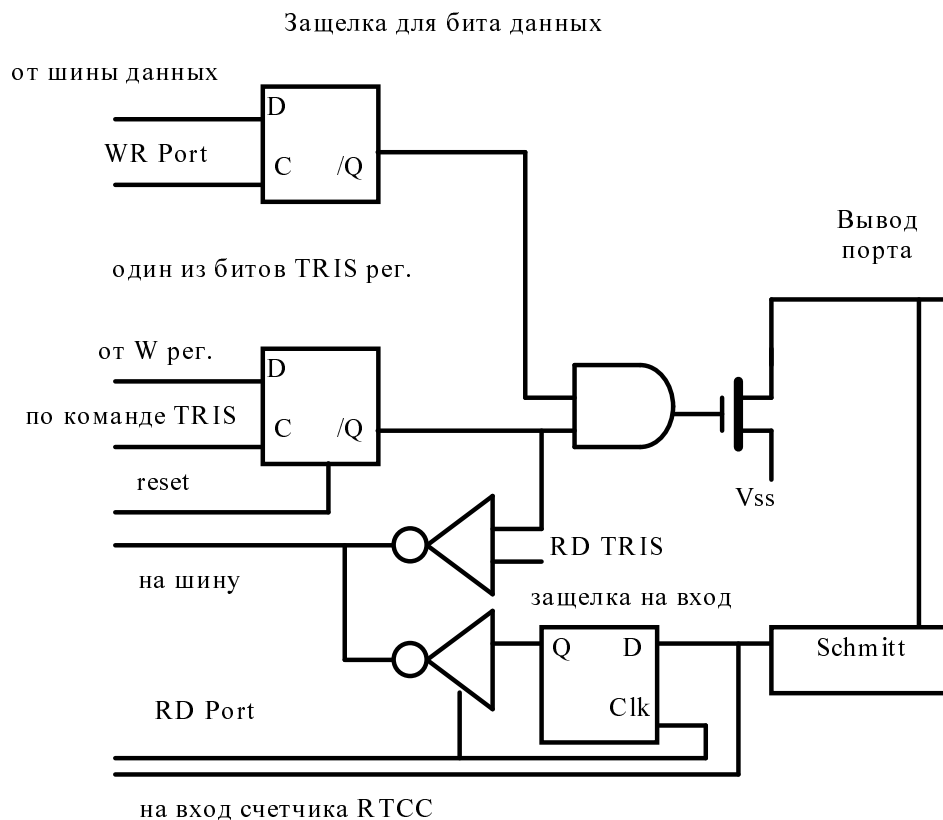 Защелка для бита данных
от шины данных
D
WR Port
C /Q
Вывод
порта
один из битов TRIS рег.
от W рег.
D
по команде TRIS
C /Q
reset
Vss
RD TRIS
на шину
защелка на вход
Q D
Schmitt
Clk
RD Port
на вход счетчика RTCC